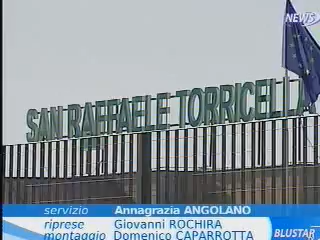 NEWS
SAN RAFFAELE TORRICELLA
servizio Annagrazia ANGOLANO
riprese Giovanni ROCHIRA
montaggio Domenico CAPARROTTA
BLUSTAR